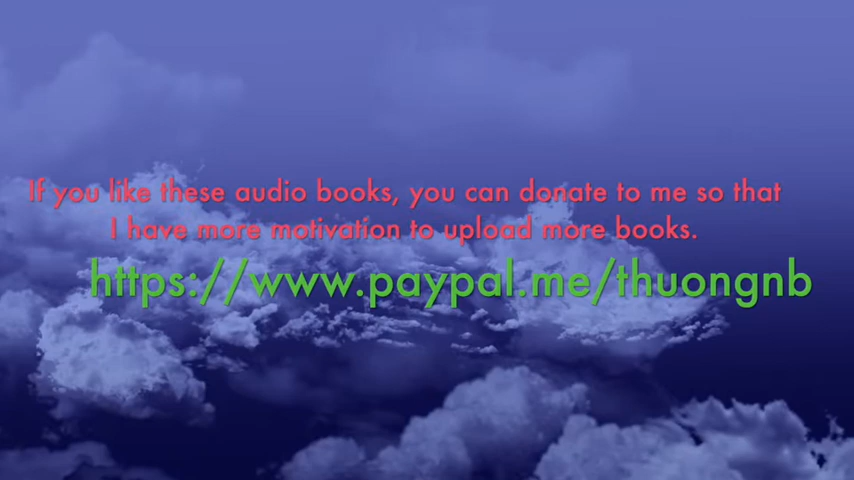 If you like these audio books, you can donate to me so that
I have more motivation to upload more books.
https://www.paypal.me/thuongnb